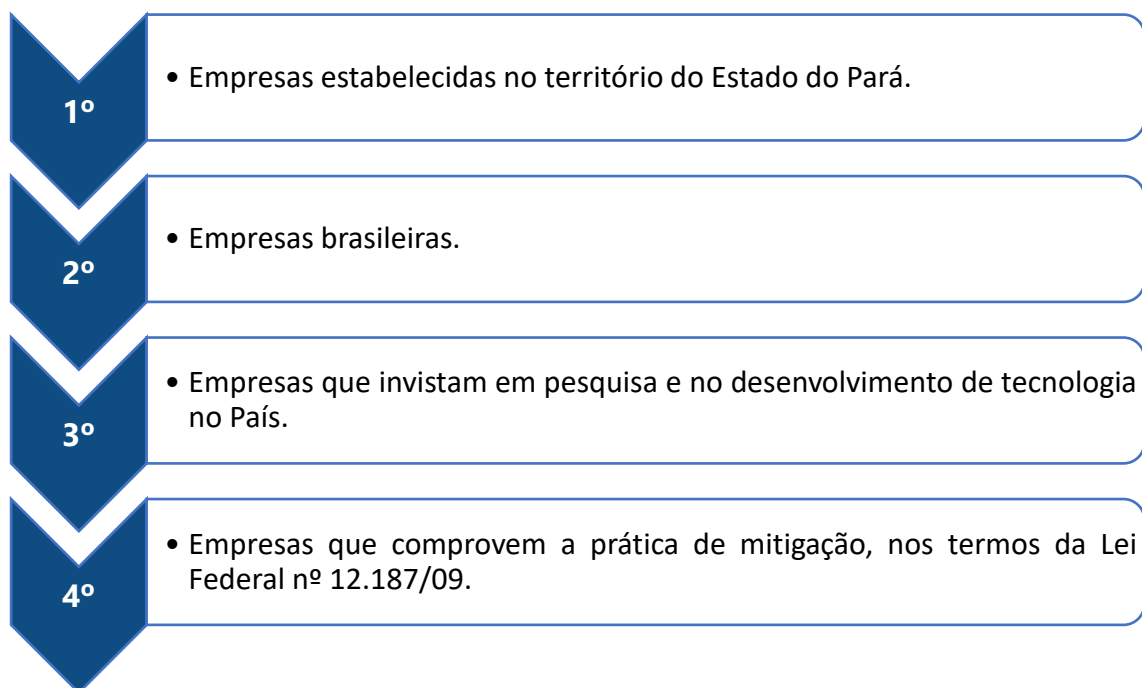 1º
• Empresas estabelecidas no território do Estado do Pará.
2º
• Empresas brasileiras.
3º
• Empresas que invistam em pesquisa e no desenvolvimento de tecnologia
no País.
4º
• Empresas que comprovem a prática de mitigação, nos termos da Lei
Federal nº 12.187/09.